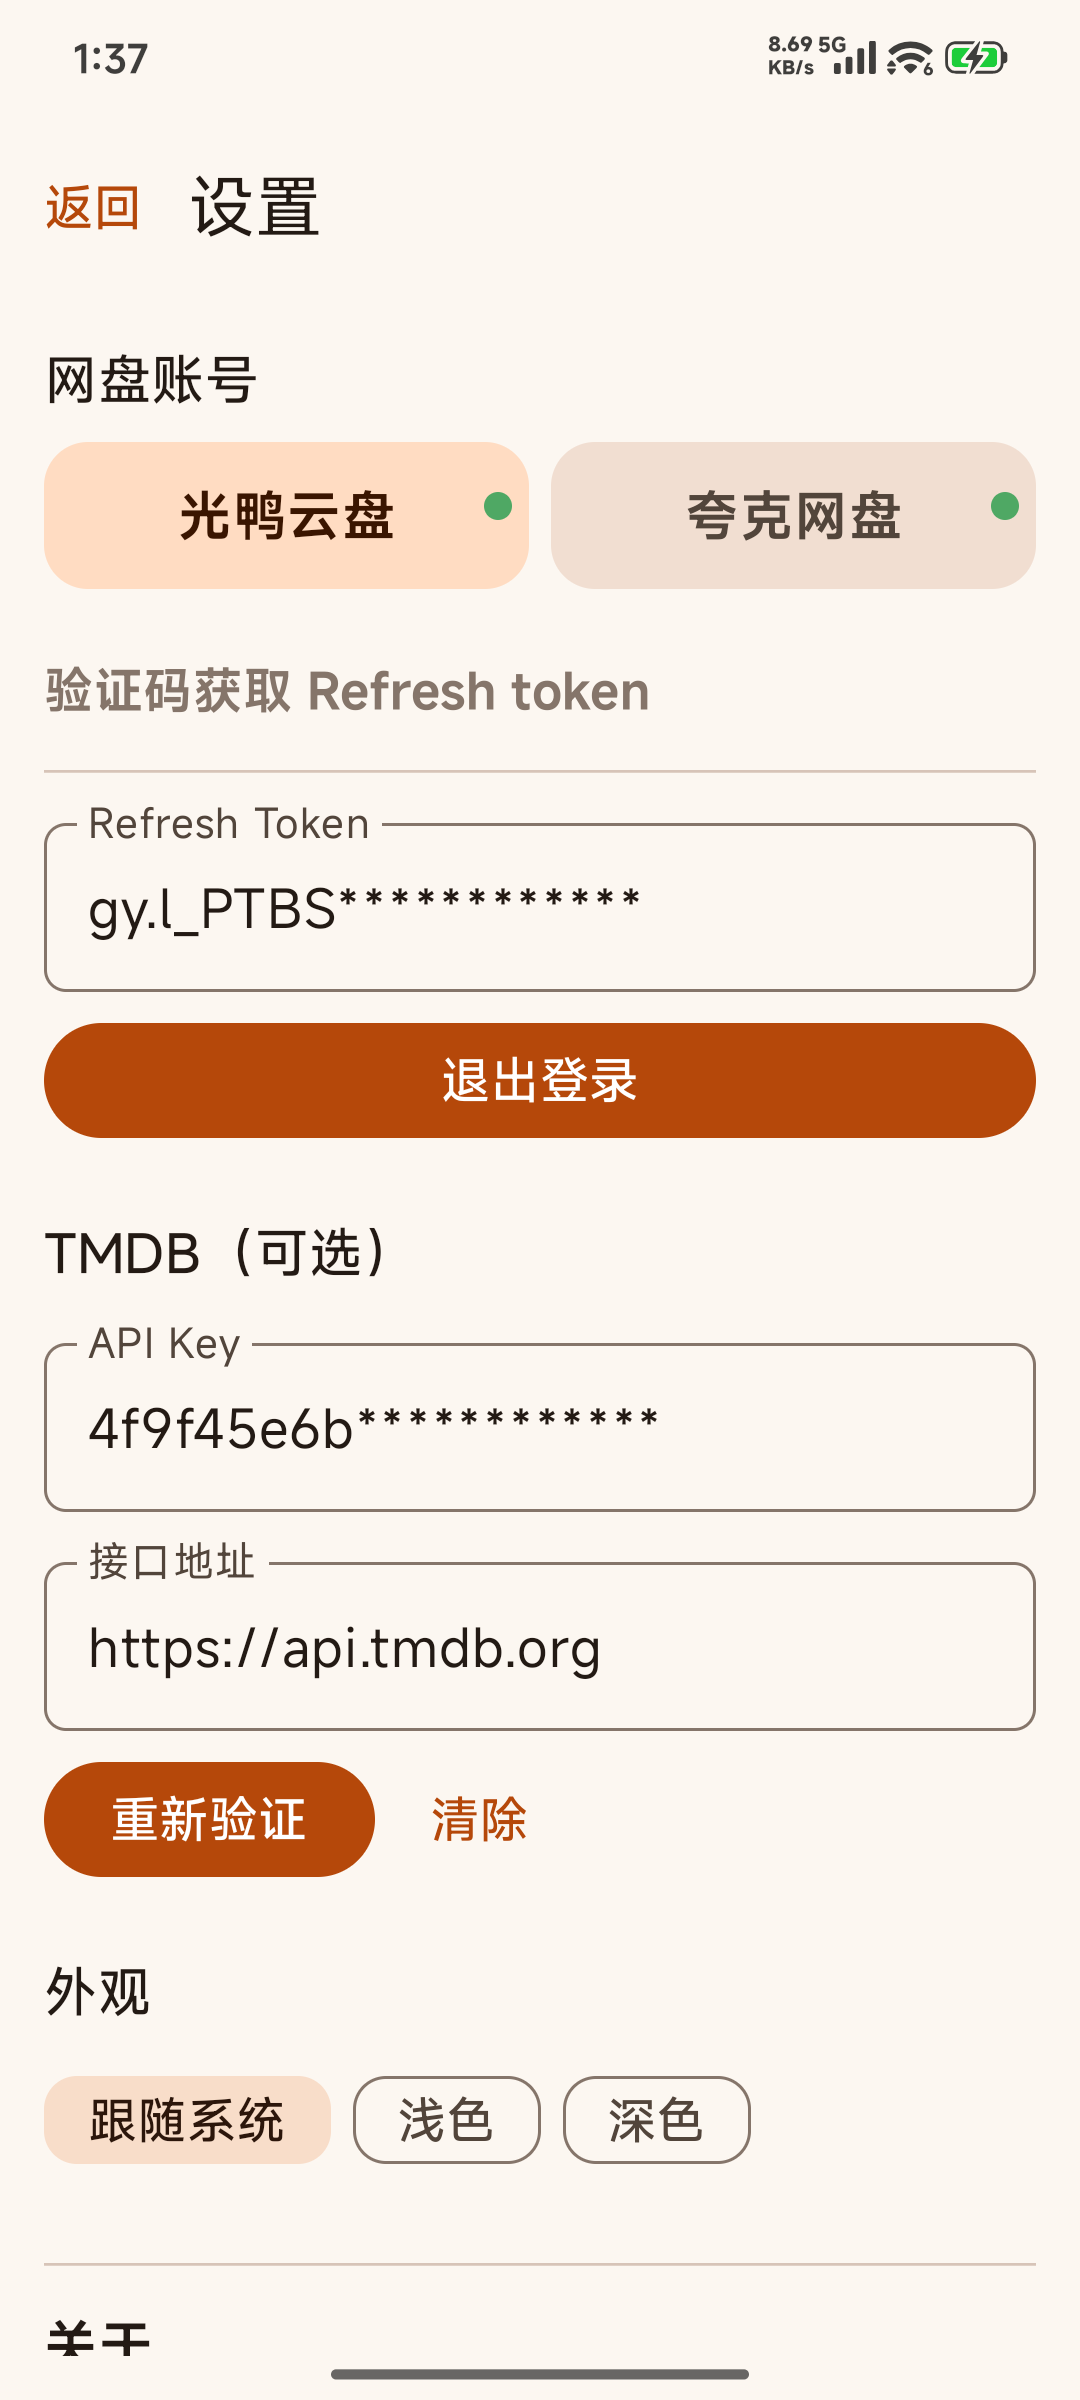 1:37
8.69 5G
KB/s
6
返回 设置
网盘账号
光鸭云盘 夸克网盘
验证码获取 Refresh token
Refresh Token
gy.l_PTBS************
退出登录
TMDB（可选）
API Key
4f9f45e6b************
接口地址
https://api.tmdb.org
重新验证 清除
外观
跟随系统 浅色 深色
关于